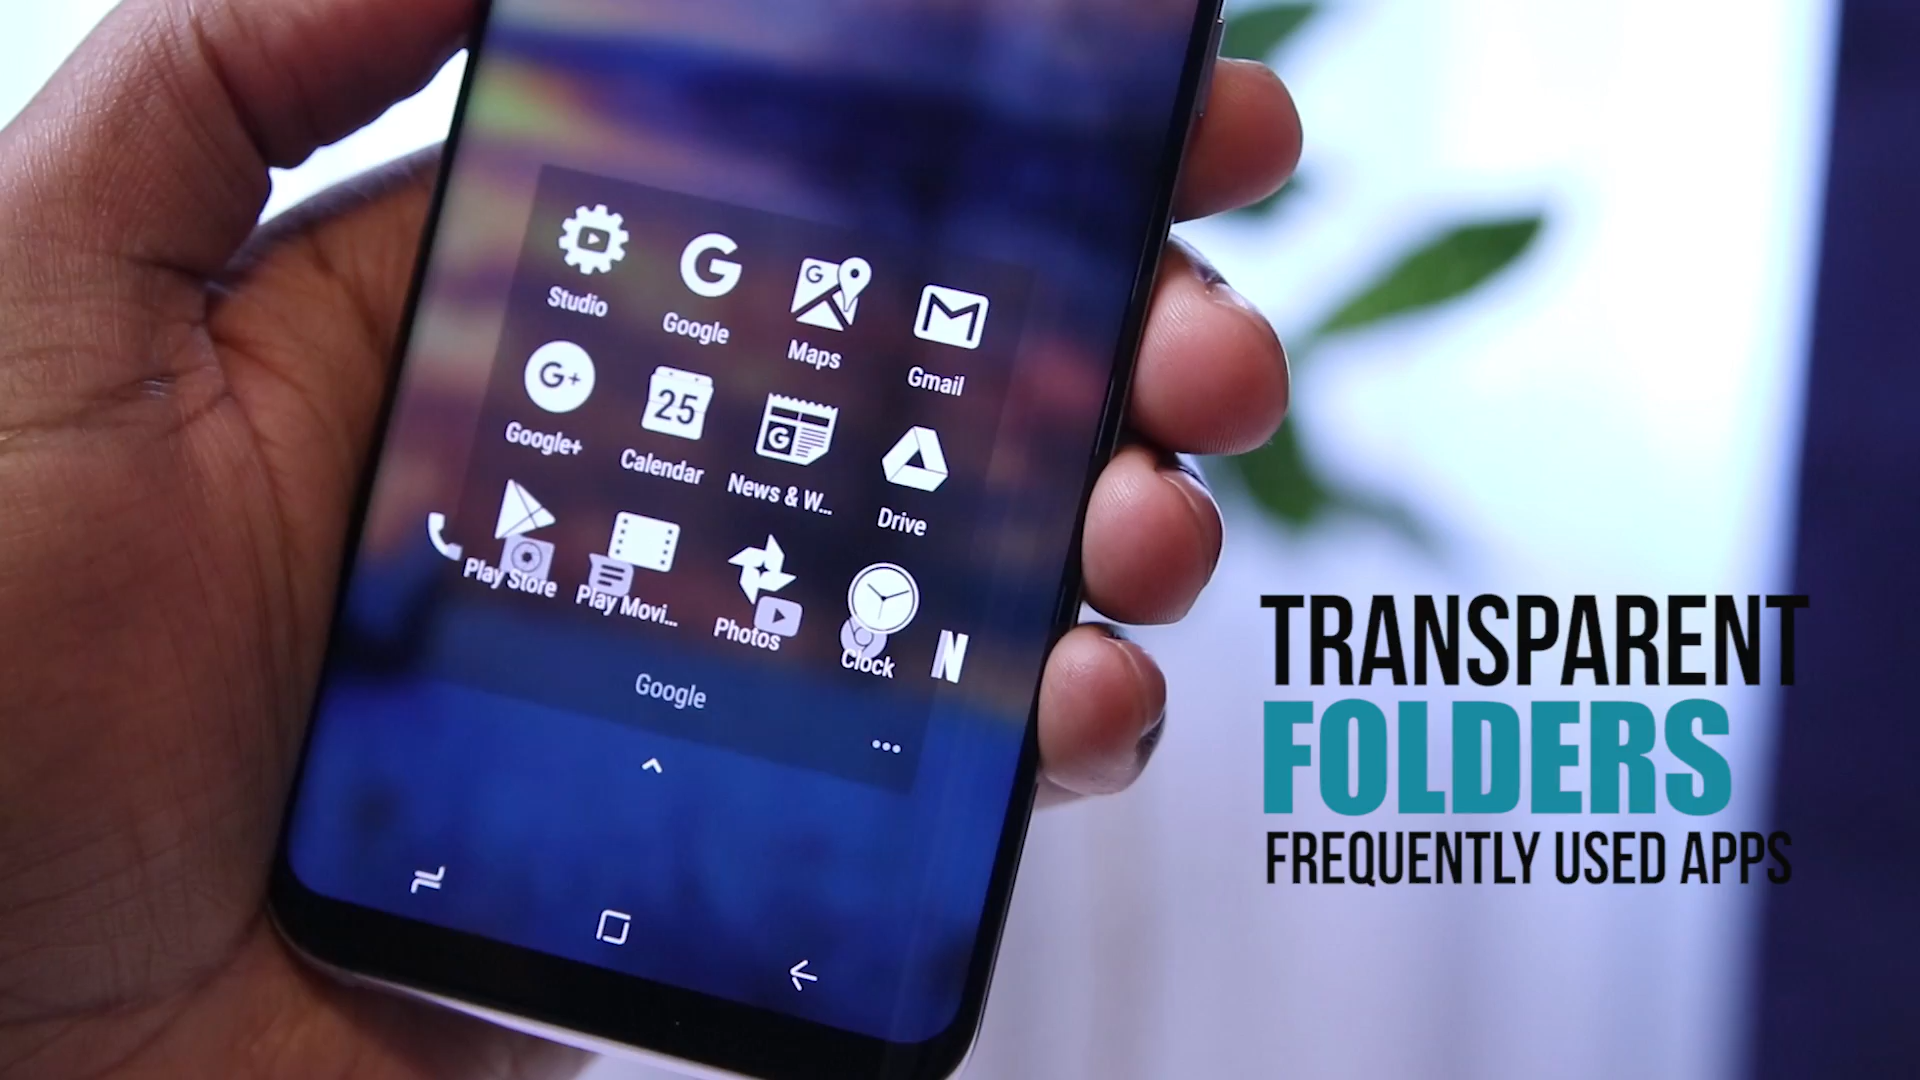 Studio
Google
Maps
Gmail
G+
25
G
Google+
Calendar
News & W...
Drive
Play Store
Play Movi...
Photos
Clock
N
Google
TRANSPARENT
FOLDERS
FREQUENTLY USED APPS